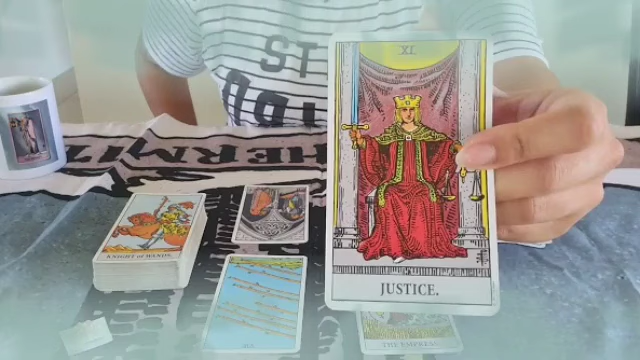 XI
ST
HERMIT
JUSTICE.
KNIGHT of WANDS.
THE EMPRESS.